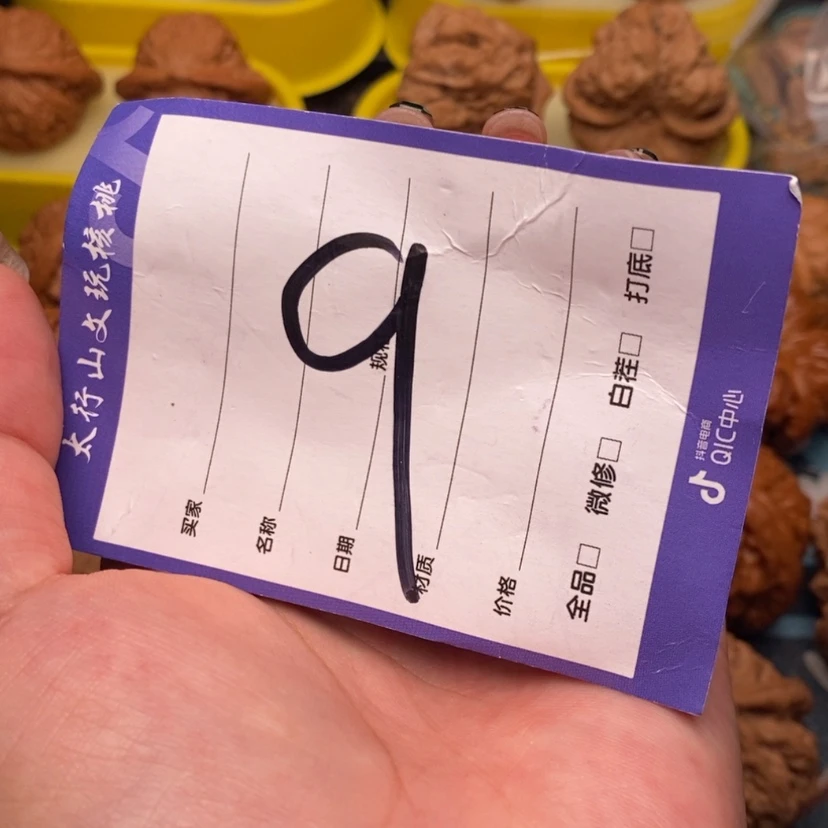 太行山文玩核桃
9
买家
名称
日期 规格
材质
价格
全品□ 微修□ 白茬□ 打底□
抖音电商
QIC中心